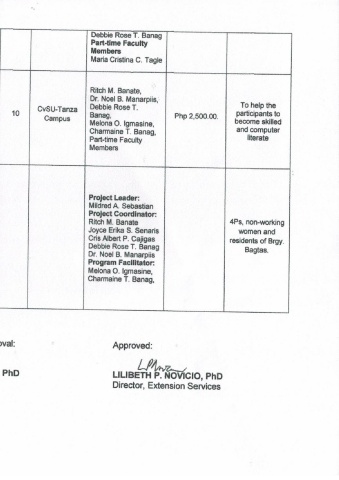 Debbie Rose T. Banag
Part-time Faculty
Members
Maria Cristina C. Tagle
10
CvSU-Tanza
Campus
Ritch M. Banate,
Dr. Noel B. Manarpiis,
Debbie Rose T.
Banag,
Melona O. Igmasine,
Charmaine T. Banag,
Part-time Faculty
Members
Php 2,500.00.
To help the
participants to
become skilled
and computer
literate
Project Leader:
Mildred A. Sebastian
Project Coordinator:
Ritch M. Banate
Joyce Erika S. Senaris
Cris Albert P. Cajigas
Debbie Rose T. Banag
Dr. Noel B. Manarpiis
Program Facilitator:
Melona O. Igmasine,
Charmaine T. Banag,
4Ps, non-working
women and
residents of Brgy.
Bagtas.
oval:
PhD
Approved:
LILIBETH P. NOVICIO, PhD
Director, Extension Services